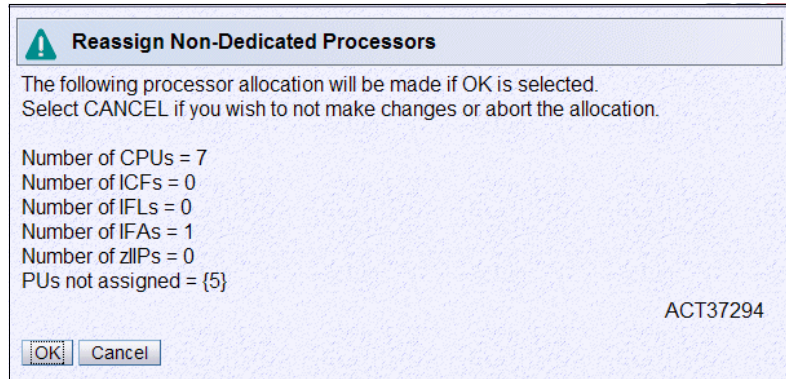 Reassign Non-Dedicated Processors
The following processor allocation will be made if OK is selected.
Select CANCEL if you wish to not make changes or abort the allocation.
Number of CPUs = 7
Number of ICFs = 0
Number of IFLs = 0
Number of IFAs = 1
Number of zIIPs = 0
PUs not assigned = {5}
ACT37294
OK Cancel